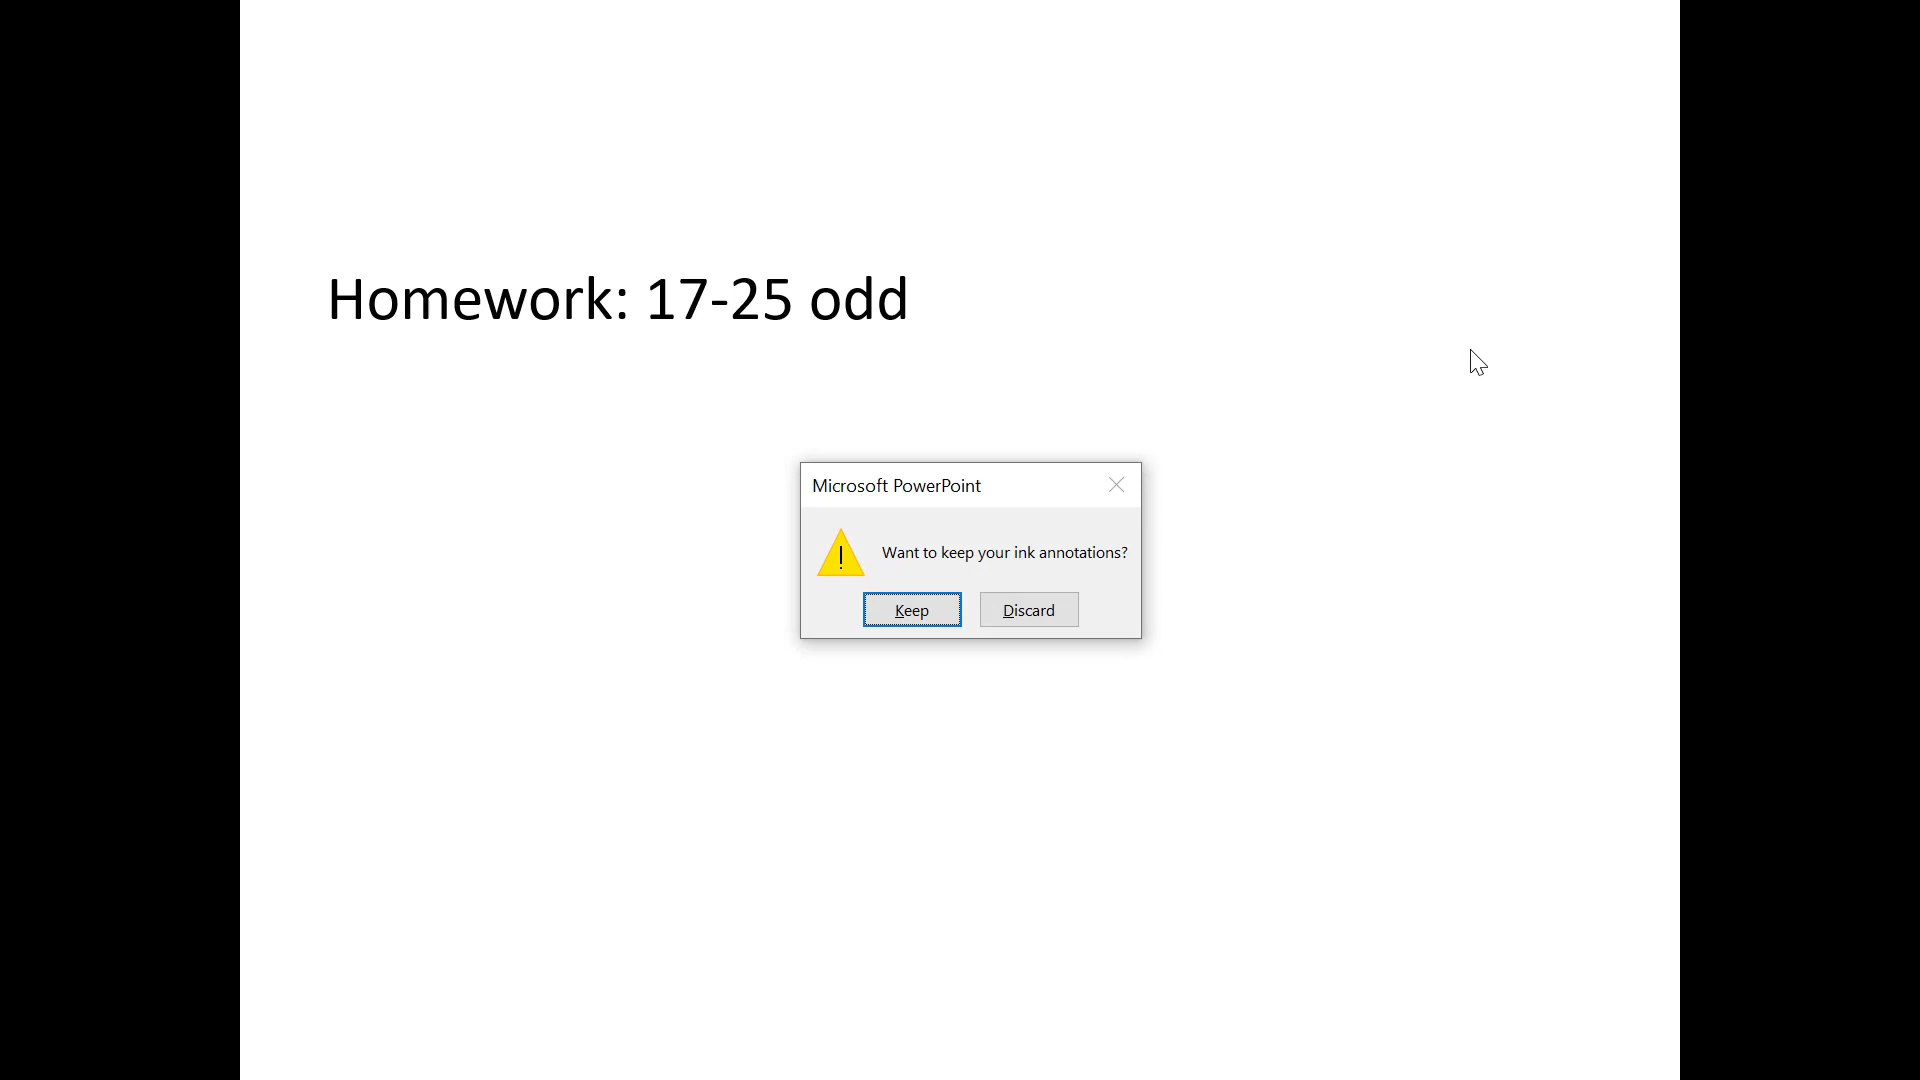 Homework: 17-25 odd
Microsoft PowerPoint
Want to keep your ink annotations?
Keep
Discard